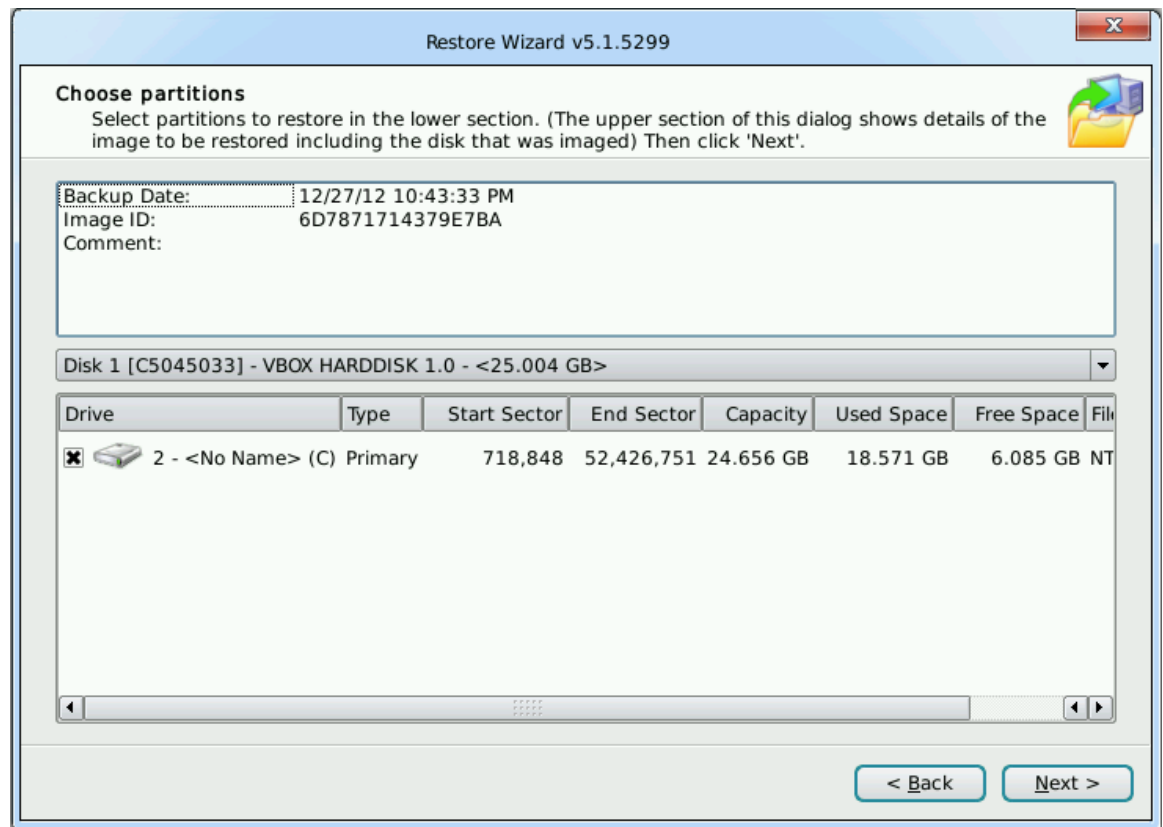 Restore Wizard v5.1.5299
Choose partitions
Select partitions to restore in the lower section. (The upper section of this dialog shows details of the
image to be restored including the disk that was imaged) Then click 'Next'.
Backup Date: 12/27/12 10:43:33 PM
Image ID: 6D7871714379E7BA
Comment:
Disk 1 [C5045033] - VBOX HARDDISK 1.0 - <25.004 GB>
Drive Type Start Sector End Sector Capacity Used Space Free Space Fil
2 - <No Name> (C) Primary 718,848 52,426,751 24.656 GB 18.571 GB 6.085 GB NT
< Back Next >